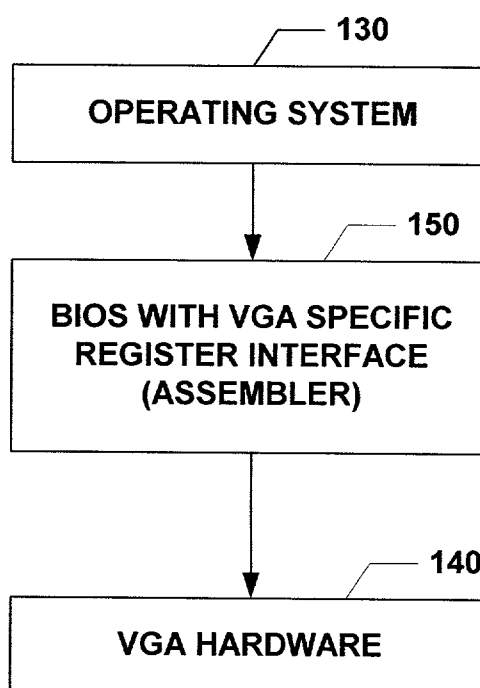 130
OPERATING SYSTEM
150
BIOS WITH VGA SPECIFIC
REGISTER INTERFACE
(ASSEMBLER)
140
VGA HARDWARE